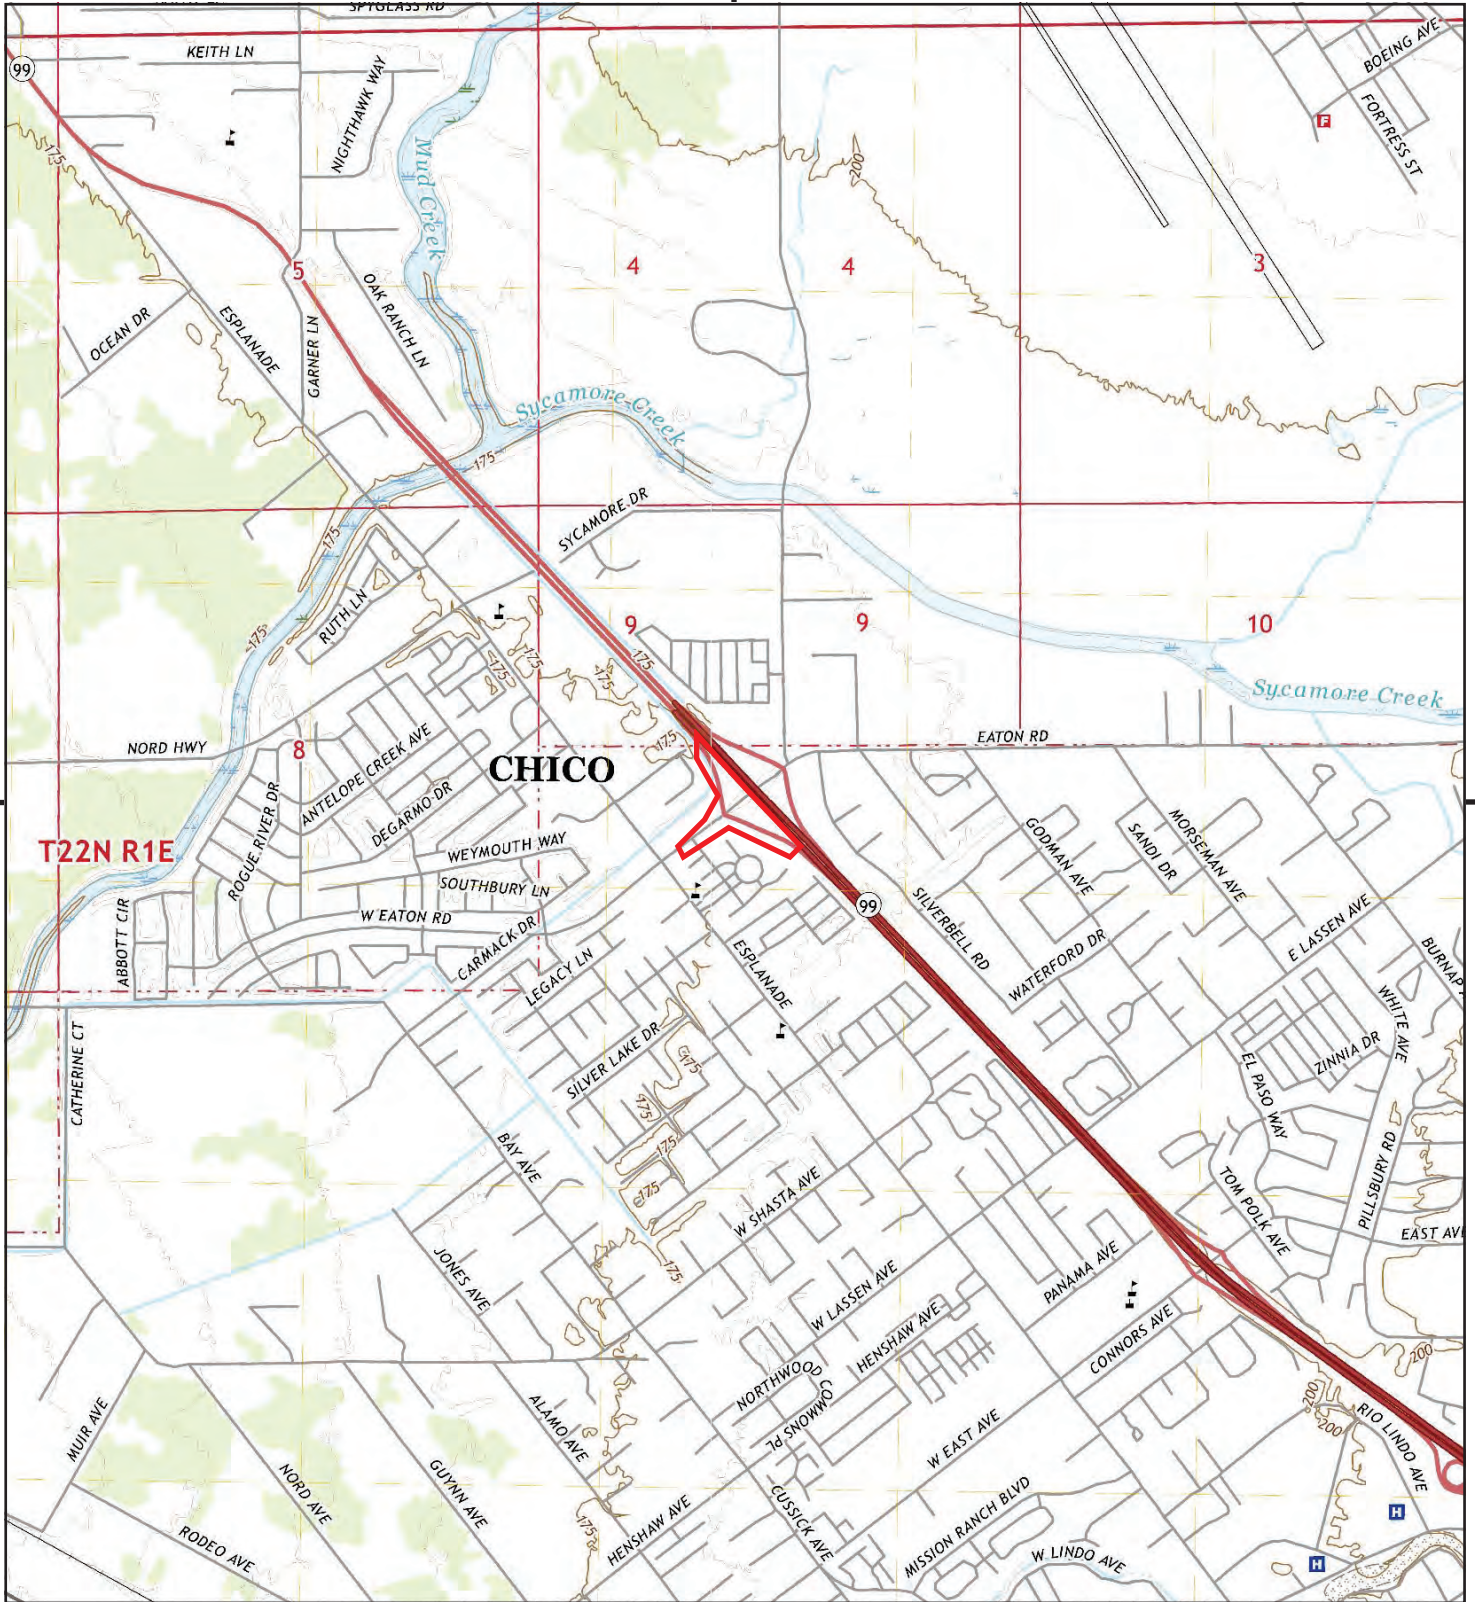 SPYGLASS RD
KEITH LN
BOEING AVE
99
NIGHTHAWK WAY
F
FORTRESS ST
175
Mud Creek
200
5
4
4
3
OAK RANCH LN
ESPLANADE
OCEAN DR
GARNER LN
Sycamore Creek
175
SYCAMORE DR
175
RUTH LN
175
9
9
10
175
175
175
175
Sycamore Creek
EATON RD
NORD HWY
8
175
CHICO
ANTELOPE CREEK AVE
DEGARMO DR
ROGUE RIVER DR
WEYMOUTH WAY
GODMAN AVE
SANDI DR
MORSEMAN AVE
T22N R1E
SOUTHBURY LN
99
W EATON RD
SILVERBELL RD
E LASSEN AVE
ABBOTT CIR
CARMACK DR
ESPLANADE
WATERFORD DR
BURNAP
LEGACY LN
WHITE AVE
CATHERINE CT
SILVER LAKE DR
ZINNIA DR
175
EL PASO WAY
175
BAY AVE
175
PILLSBURY RD
175
W SHASTA AVE
TOM POLK AVE
EAST AV
JONES AVE
175
PANAMA AVE
W LASSEN AVE
HENSHAW AVE
CONNORS AVE
200
NORTHWOOD CO
SNOWMO
PL
200
200
RIO LINDO AVE
MUIR AVE
ALAMO AVE
W EAST AVE
NORD AVE
GUYNN AVE
CUSSICK AVE
MISSION RANCH BLVD
H
175
HENSHAW AVE
RODEO AVE
W LINDO AVE
H